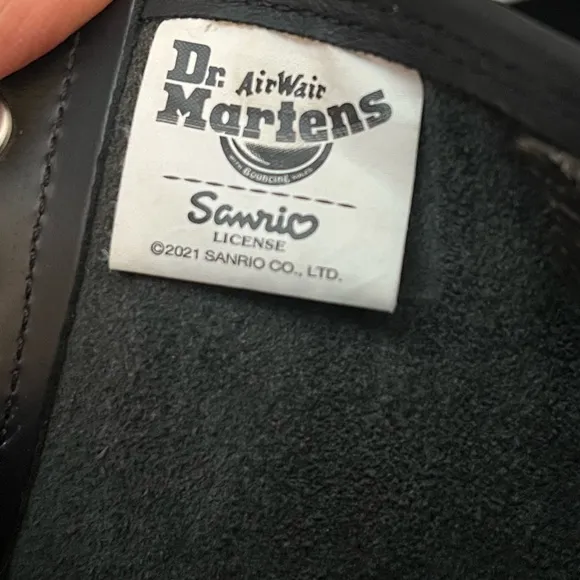 Dr. AirWair
Martens
WITH Bouncing SOLES
Sanrio
LICENSE
©2021 SANRIO CO., LTD.